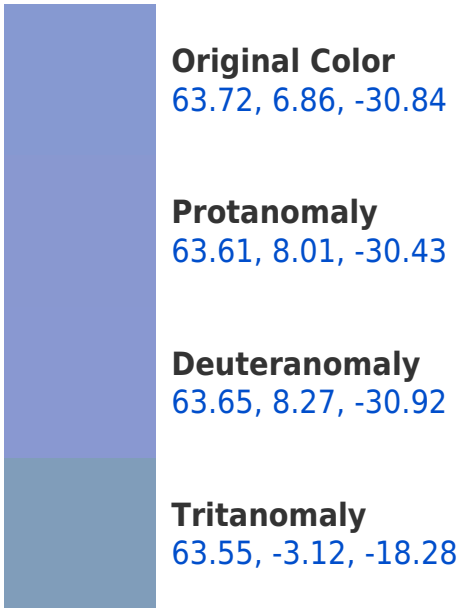 Original Color
63.72, 6.86, -30.84
Protanomaly
63.61, 8.01, -30.43
Deuteranomaly
63.65, 8.27, -30.92
Tritanomaly
63.55, -3.12, -18.28